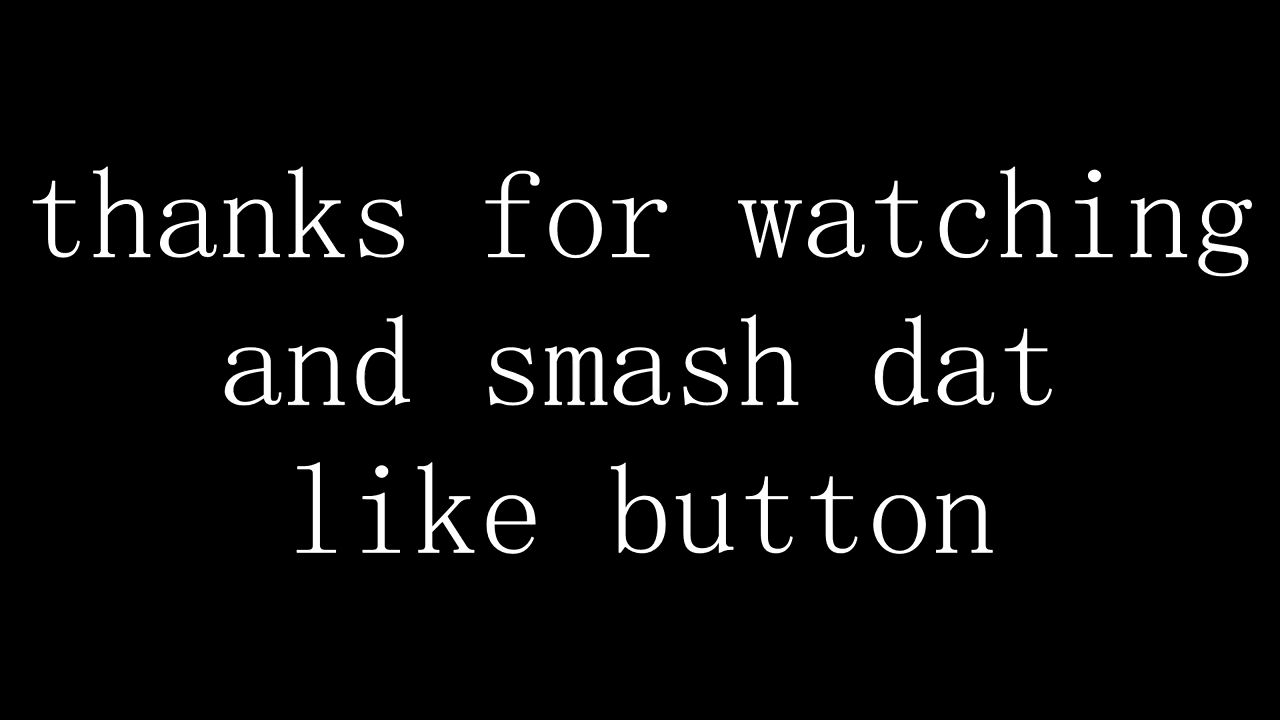 thanks for watching
and smash dat
like button